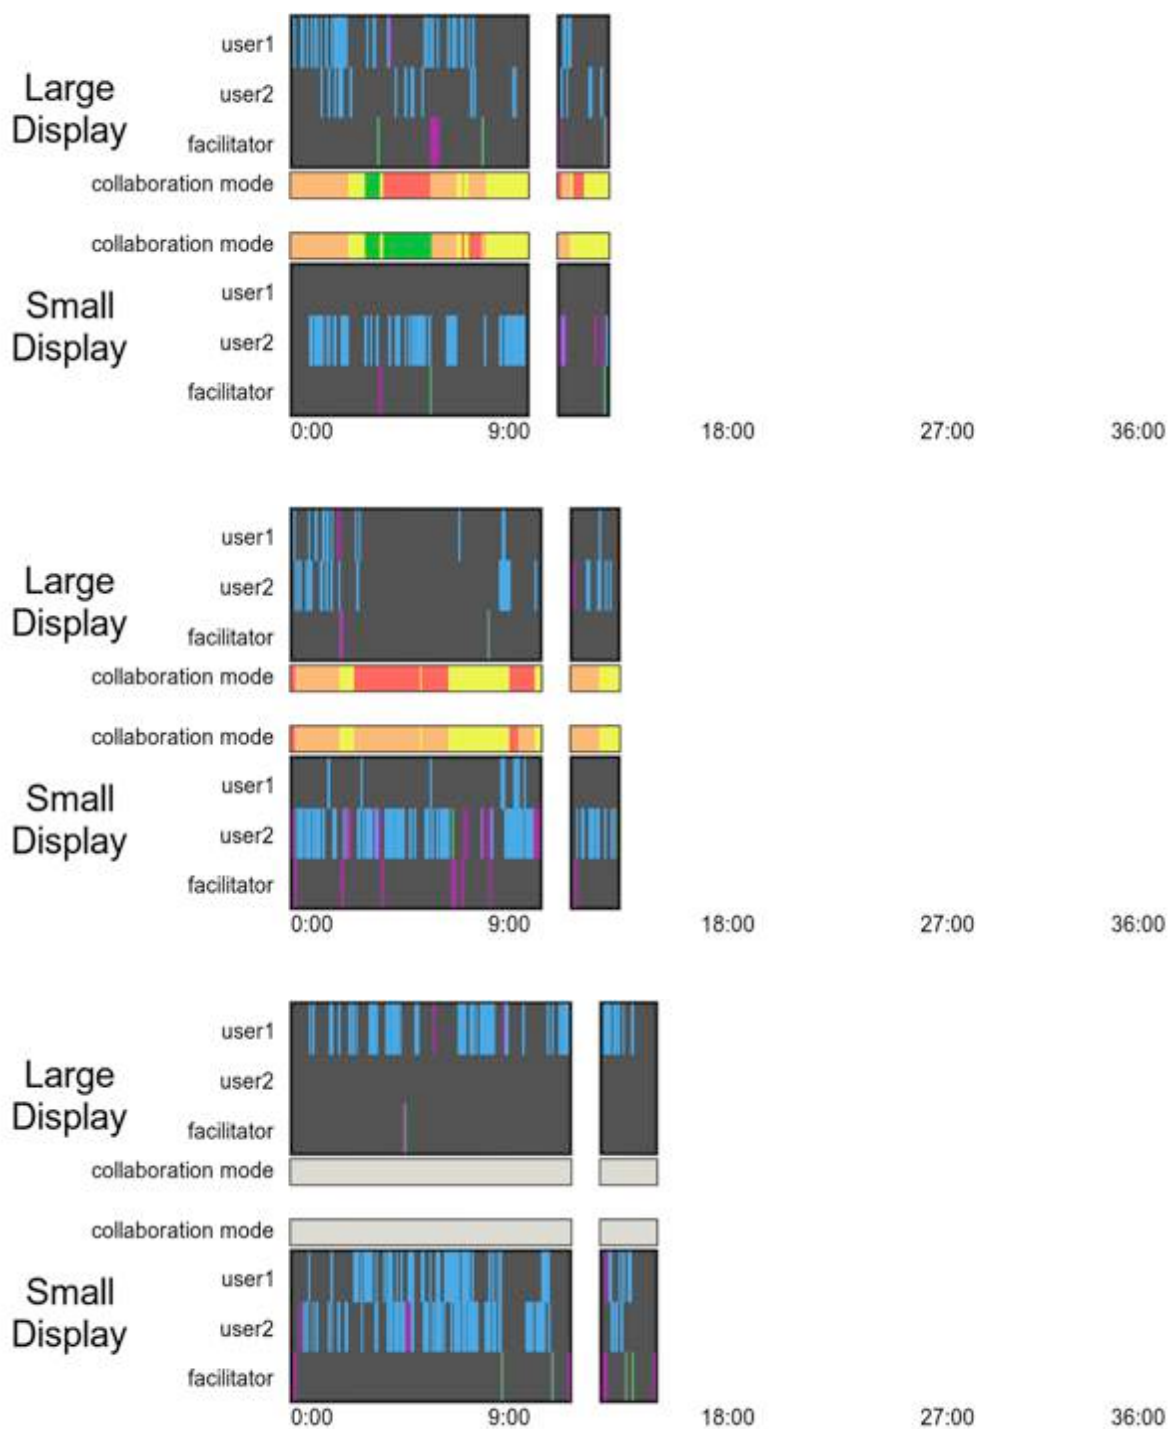 user1
Large
Display
user2
facilitator
collaboration mode
collaboration mode
user1
Small
Display
user2
facilitator
0:00 9:00 18:00 27:00 36:00
user1
Large
Display
user2
facilitator
collaboration mode
collaboration mode
user1
Small
Display
user2
facilitator
0:00 9:00 18:00 27:00 36:00
user1
Large
Display
user2
facilitator
collaboration mode
collaboration mode
user1
Small
Display
user2
facilitator
0:00 9:00 18:00 27:00 36:00